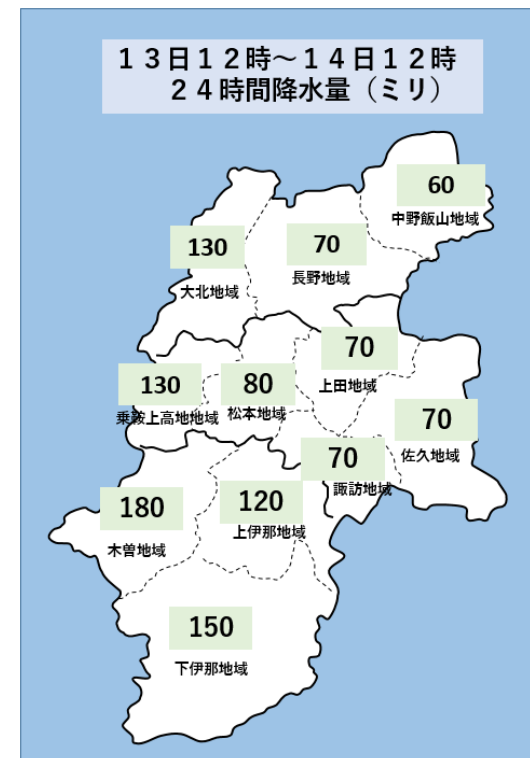 １３日１２時～１４日１２時
２４時間降水量（ミリ）
60
中野飯山地域
130
大北地域
70
長野地域
70
上田地域
130
乗鞍上高地地域
80
松本地域
70
佐久地域
70
諏訪地域
180
木曽地域
120
上伊那地域
150
下伊那地域